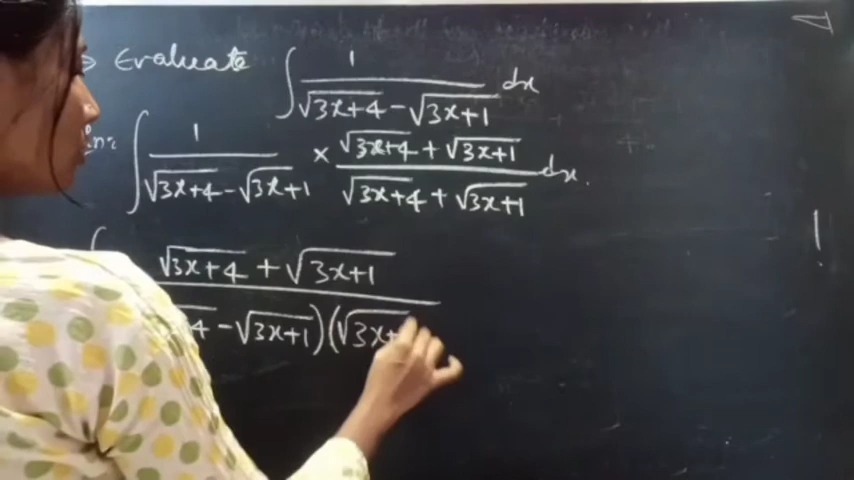 ⇒ Evaluate ∫ 1/(√(3x+4) − √(3x+1)) dx
∫ 1/(√(3x+4) − √(3x+1)) × (√(3x+4) + √(3x+1))/(√(3x+4) + √(3x+1)) dx.
√(3x+4) + √(3x+1)
4 − √(3x+1))(√3x+